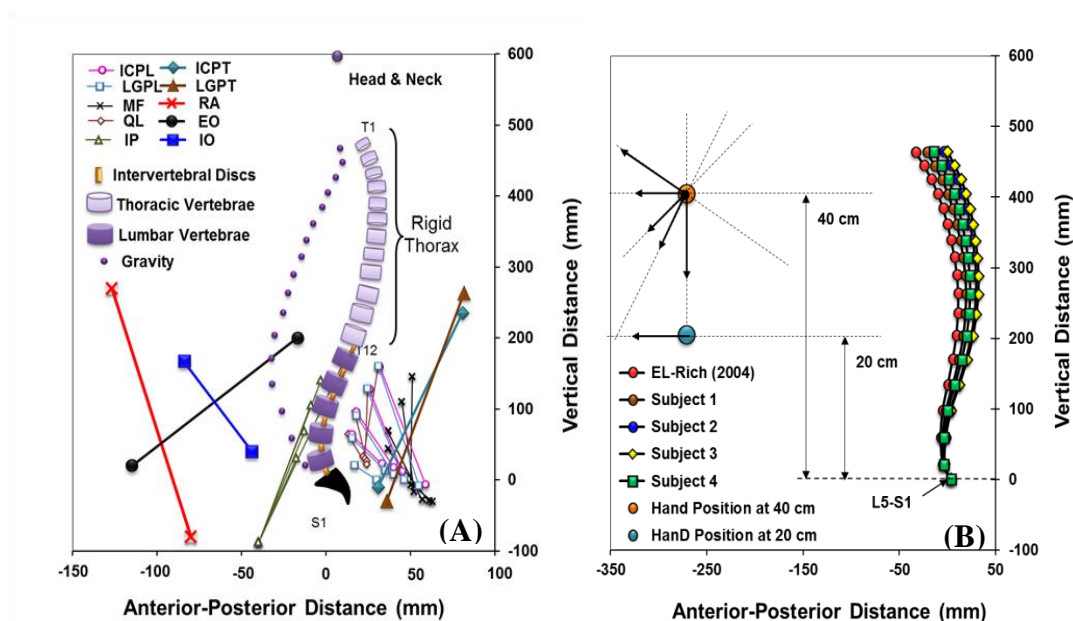 ICPL
ICPT
LGPL
LGPT
MF
RA
QL
EO
IP
IO
Intervertebral Discs
Thoracic Vertebrae
Lumbar Vertebrae
Gravity
Head & Neck
T1
Rigid
Thorax
T12
S1
(A)
600
500
400
300
200
100
0
-100
Vertical Distance (mm)
-150
-100
-50
0
50
100
Anterior-Posterior Distance (mm)
40 cm
20 cm
EL-Rich (2004)
Subject 1
Subject 2
Subject 3
Subject 4
Hand Position at 40 cm
HanD Position at 20 cm
L5-S1
(B)
600
500
400
300
200
100
0
-100
Vertical Distance (mm)
-350
-250
-150
-50
50
Anterior-Posterior Distance (mm)